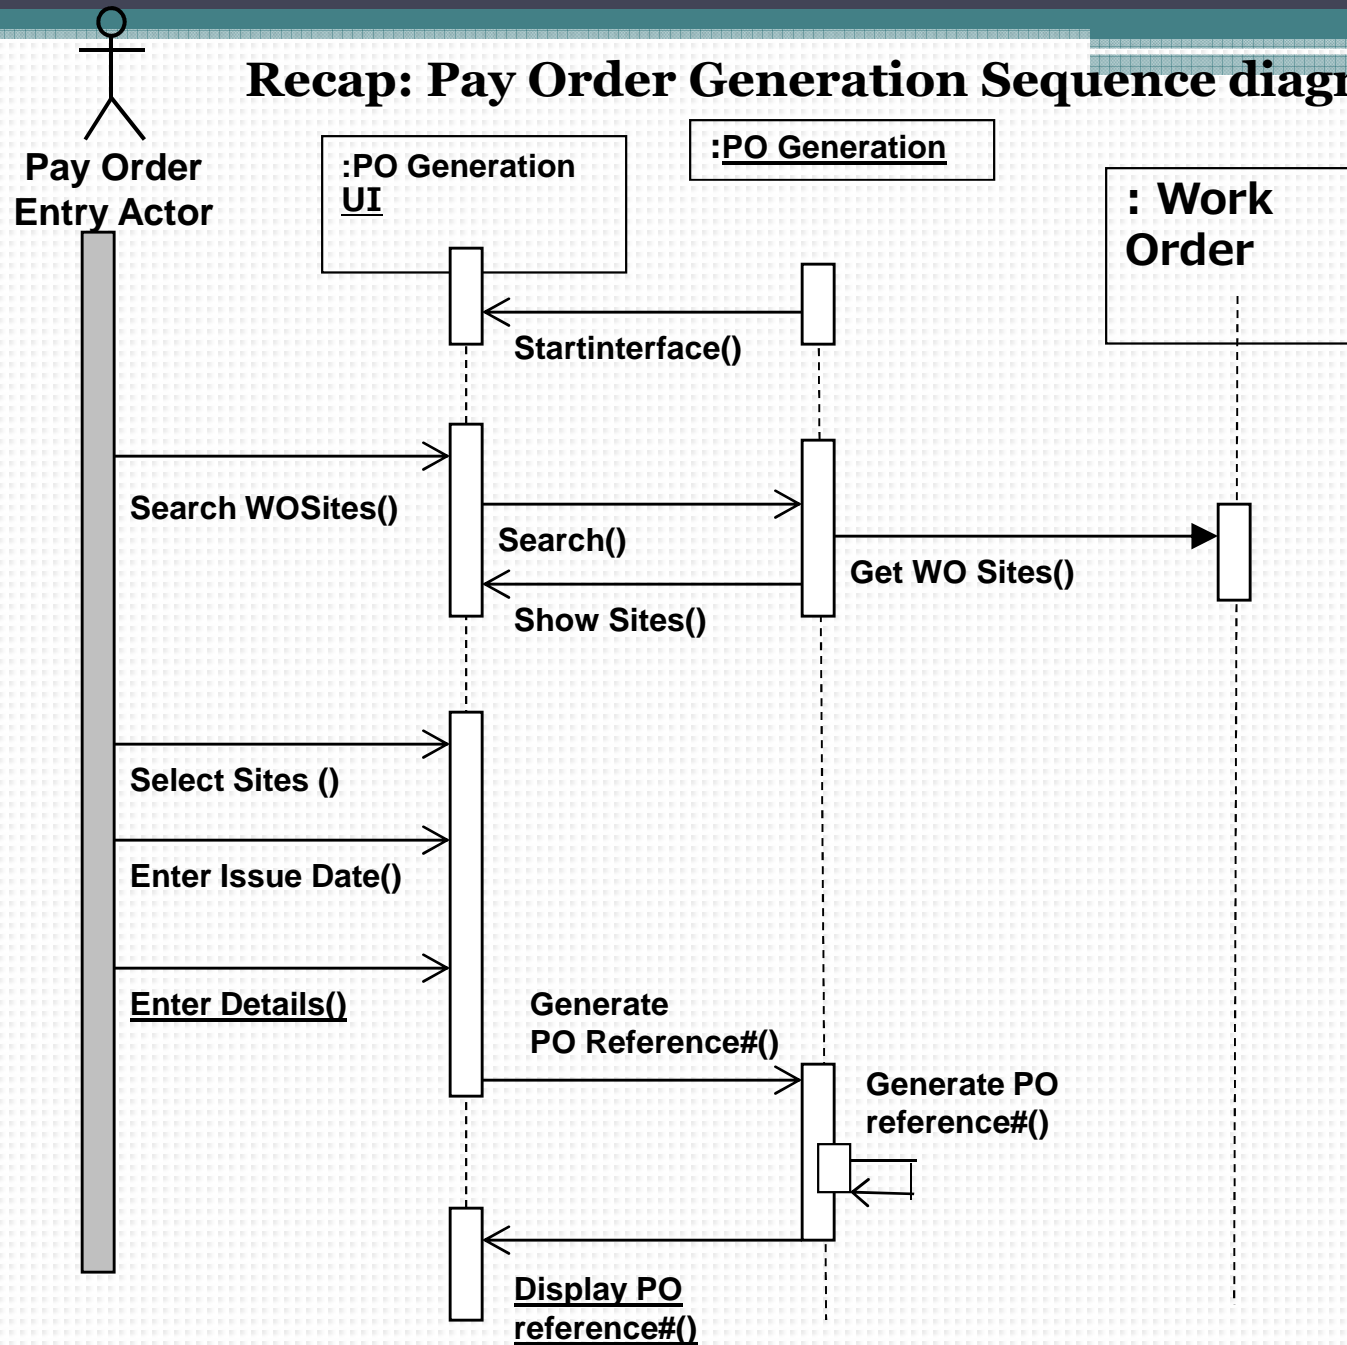 Recap: Pay Order Generation Sequence diagr
Pay Order
Entry Actor
:PO Generation
UI
:PO Generation
: Work
Order
Startinterface()
Search WOSites()
Search()
Get WO Sites()
Show Sites()
Select Sites ()
Enter Issue Date()
Enter Details()
Generate
PO Reference#()
Generate PO
reference#()
Display PO
reference#()